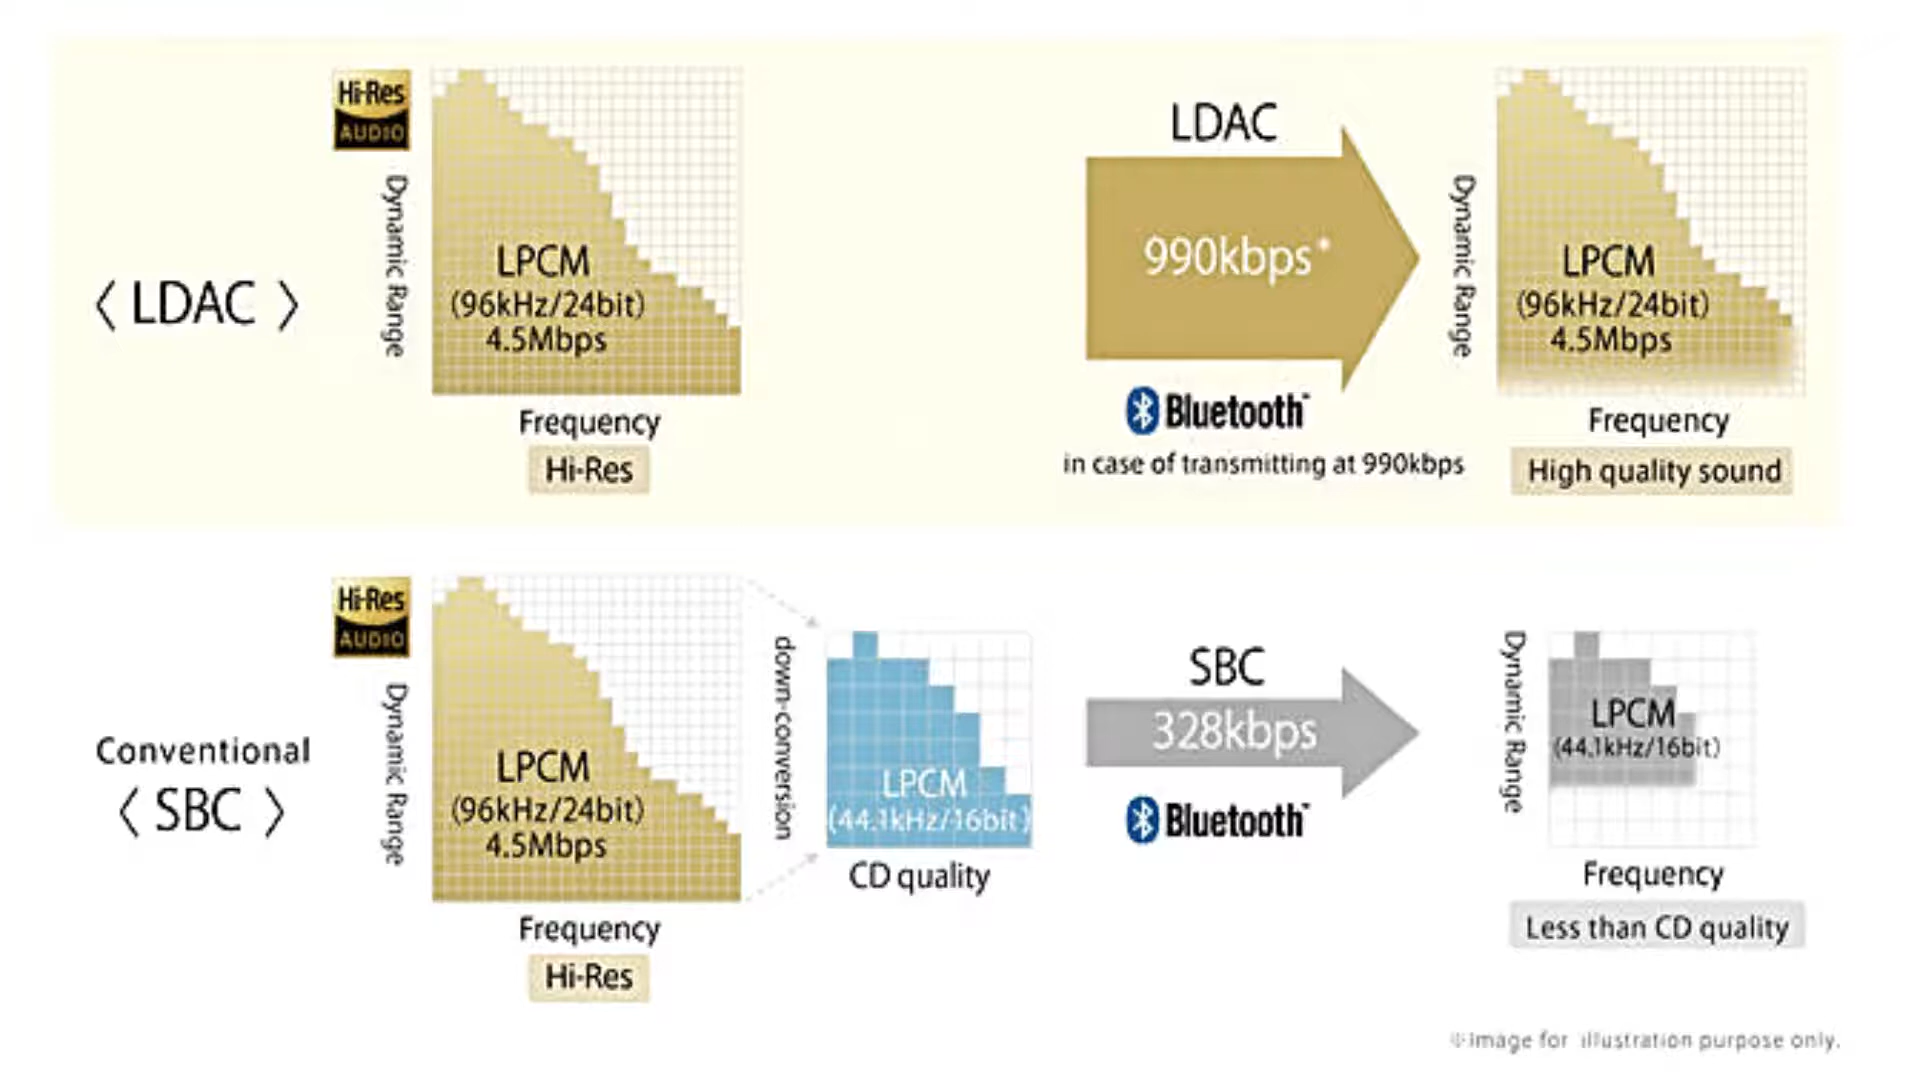 Hi-Res
AUDIO
Dynamic Range
〈 LDAC 〉
LPCM
(96kHz/24bit)
4.5Mbps
Frequency
Hi-Res
LDAC
990kbps*
Bluetooth™
in case of transmitting at 990kbps
Dynamic Range
LPCM
(96kHz/24bit)
4.5Mbps
Frequency
High quality sound
Conventional
〈 SBC 〉
Hi-Res
AUDIO
Dynamic Range
LPCM
(96kHz/24bit)
4.5Mbps
Frequency
Hi-Res
down-conversion
LPCM
(44.1kHz/16bit)
CD quality
SBC
328kbps
Bluetooth™
Dynamic Range
LPCM
(44.1kHz/16bit)
Frequency
Less than CD quality
※Image for illustration purpose only.